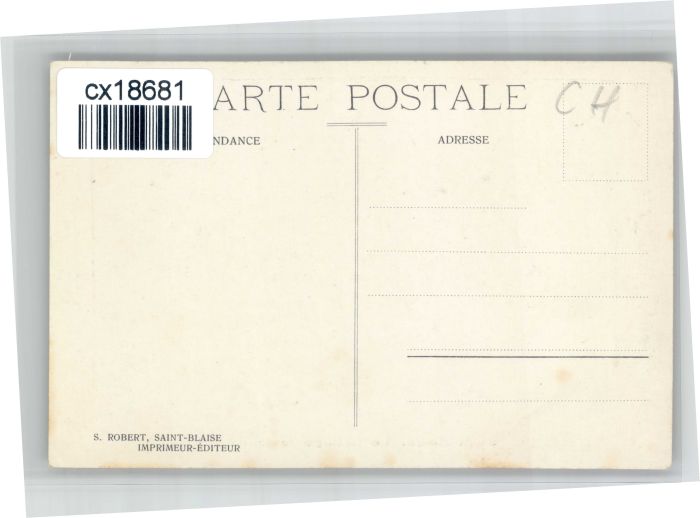 cx18681
ARTE POSTALE
CH
NDANCE
ADRESSE
S. ROBERT, SAINT-BLAISE
IMPRIMEUR-ÉDITEUR